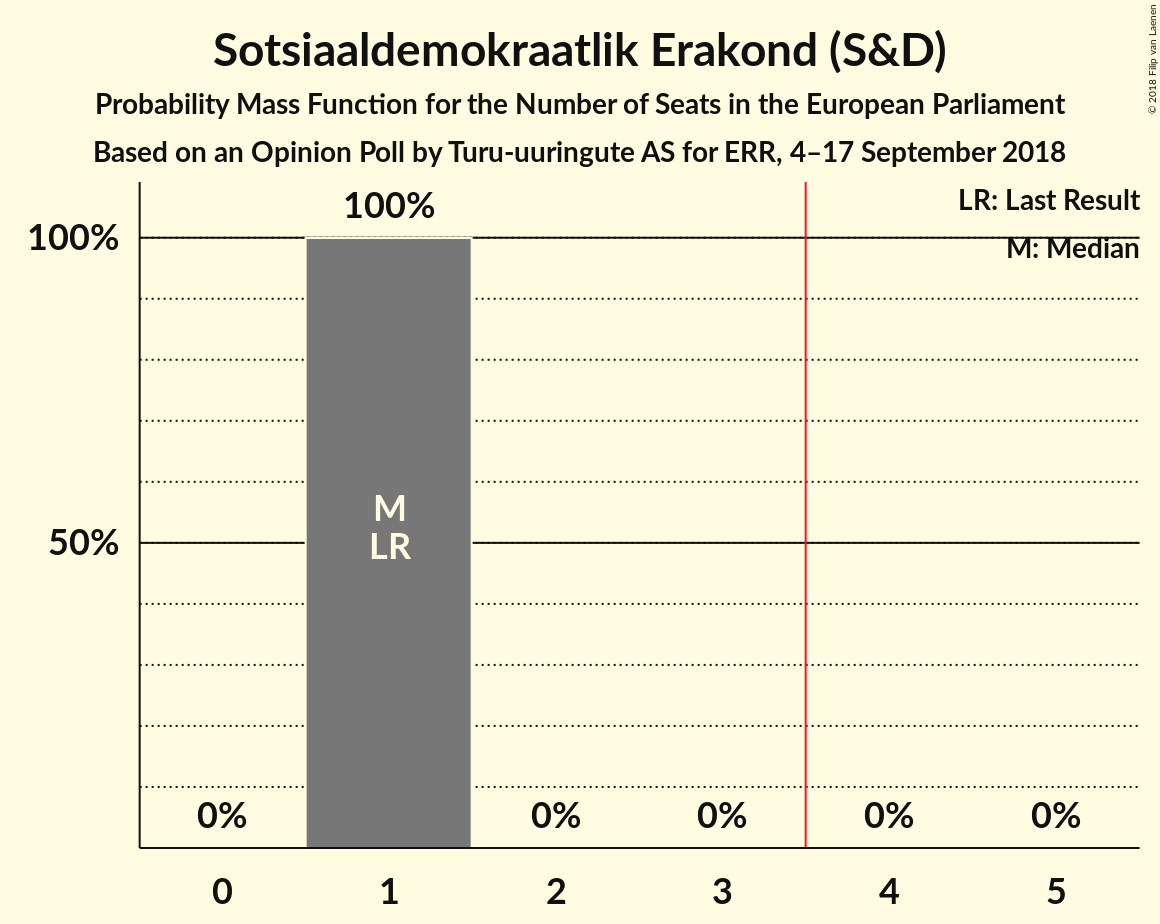 Sotsiaaldemokraatlik Erakond (S&D)
Probability Mass Function for the Number of Seats in the European Parliament
Based on an Opinion Poll by Turu-uuringute AS for ERR, 4–17 September 2018
© 2018 Filip van Laenen
LR: Last Result
M: Median
100%
100%
50%
M
LR
0%
0%
0%
0%
0%
0
1
2
3
4
5